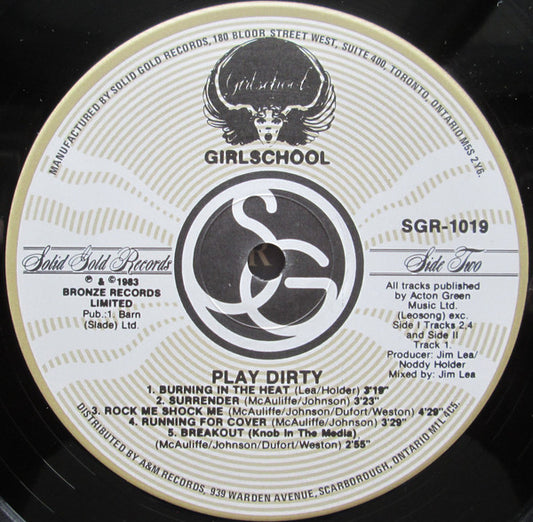 MANUFACTURED BY SOLID GOLD RECORDS, 180 BLOOR STREET WEST, SUITE 400, TORONTO, ONTARIO M5S 2Y6.
Girlschool
GIRLSCHOOL
SGR-1019
Solid Gold Records
Side Two
℗ & ©1983
BRONZE RECORDS
LIMITED
Pub.:1. Barn
(Slade) Ltd.
SG
All tracks published
by Acton Green
Music Ltd.
(Leosong) exc.
Side I Tracks 2,4
and Side II
Track 1.
Producer: Jim Lea/
Noddy Holder
Mixed by: Jim Lea
PLAY DIRTY
1. BURNING IN THE HEAT (Lea/Holder) 3'19"
2. SURRENDER (McAuliffe/Johnson) 3'23"
3. ROCK ME SHOCK ME (McAuliffe/Johnson/Dufort/Weston) 4'29"
4. RUNNING FOR COVER (McAuliffe/Johnson) 3'29"
5. BREAKOUT (Knob In The Media)
(McAuliffe/Johnson/Dufort/Weston) 2'55"
DISTRIBUTED BY A&M RECORDS, 939 WARDEN AVENUE, SCARBOROUGH, ONTARIO M1L 4C5.